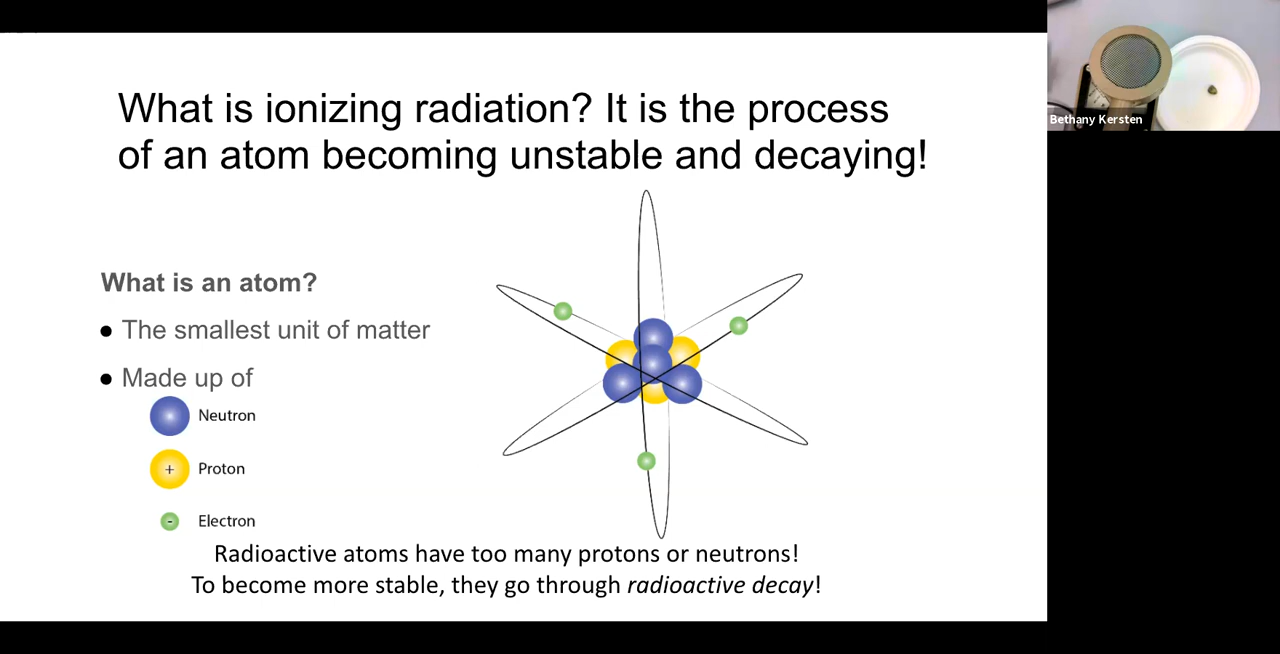 What is ionizing radiation? It is the process
of an atom becoming unstable and decaying!
Bethany Kersten
What is an atom?
● The smallest unit of matter
● Made up of
Neutron
+ Proton
- Electron
Radioactive atoms have too many protons or neutrons!
To become more stable, they go through radioactive decay!